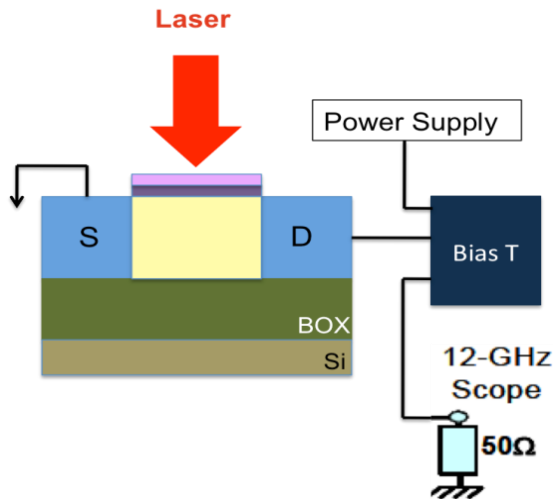 Laser
Power Supply
S
D
Bias T
BOX
Si
12-GHz
Scope
50Ω